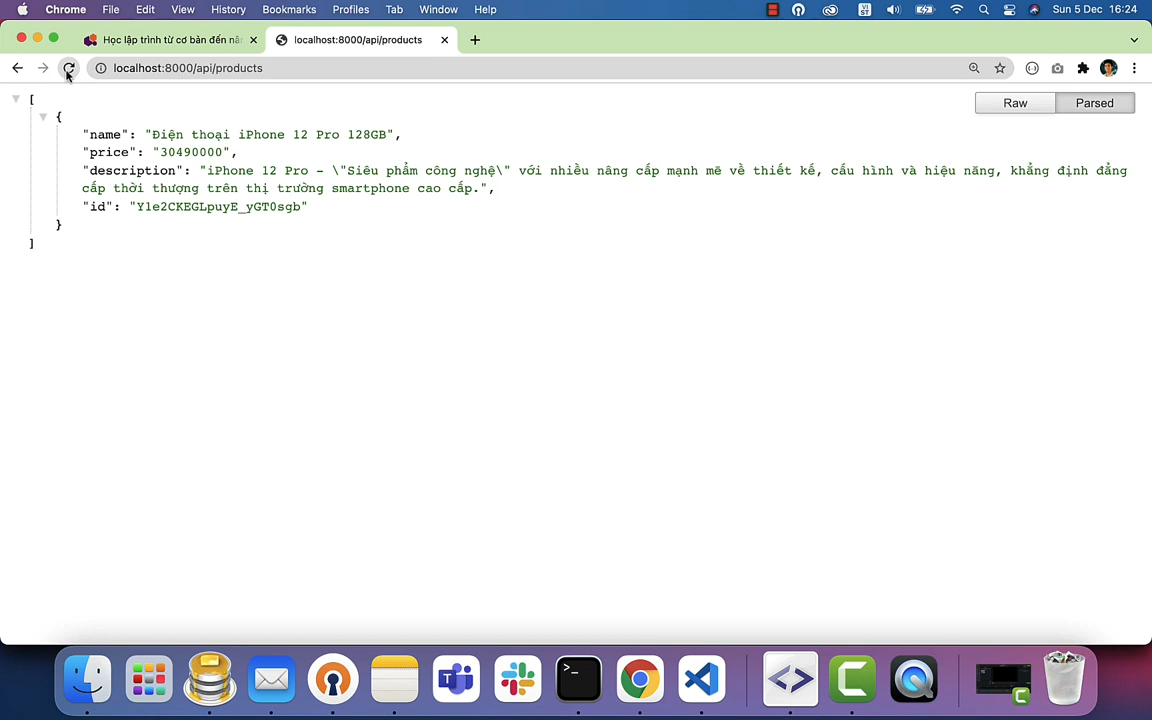 Chrome File Edit View History Bookmarks Profiles Tab Window Help VI ST Sun 5 Dec 16:24
Học lập trình từ cơ bản đến nân localhost:8000/api/products
localhost:8000/api/products
Raw Parsed
[
{
"name": "Điện thoại iPhone 12 Pro 128GB",
"price": "30490000",
"description": "iPhone 12 Pro - \"Siêu phẩm công nghệ\" với nhiều nâng cấp mạnh mẽ về thiết kế, cấu hình và hiệu năng, khẳng định đẳng
cấp thời thượng trên thị trường smartphone cao cấp.",
"id": "Y1e2CKEGLpuyE_yGT0sgb"
}
]